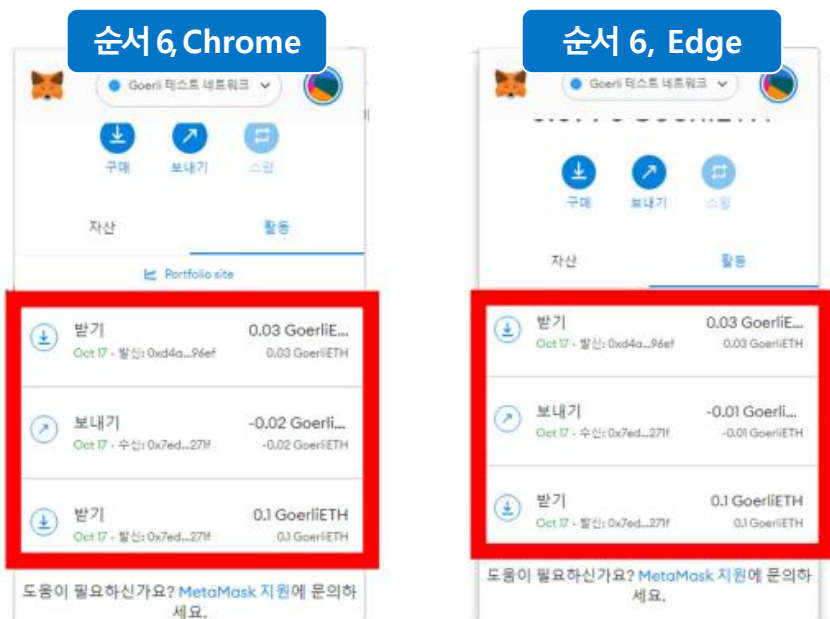 순서 6, Chrome
Goerli 테스트 네트워크
구매
보내기
스왑
자산
활동
Portfolio site
받기
0.03 GoerliE...
Oct 17 · 발신: 0xd4a...96ef
0.03 GoerliETH
보내기
-0.02 Goerli...
Oct 17 · 수신: 0x7ed...271f
-0.02 GoerliETH
받기
0.1 GoerliETH
Oct 17 · 발신: 0x7ed...271f
0.1 GoerliETH
도움이 필요하신가요? MetaMask 지원에 문의하
세요.
순서 6, Edge
Goerli 테스트 네트워크
구매
보내기
스왑
자산
활동
받기
0.03 GoerliE...
Oct 17 · 발신: 0xd4a...96ef
0.03 GoerliETH
보내기
-0.01 Goerli...
Oct 17 · 수신: 0x7ed...271f
-0.01 GoerliETH
받기
0.1 GoerliETH
Oct 17 · 발신: 0x7ed...271f
0.1 GoerliETH
도움이 필요하신가요? MetaMask 지원에 문의하
세요.